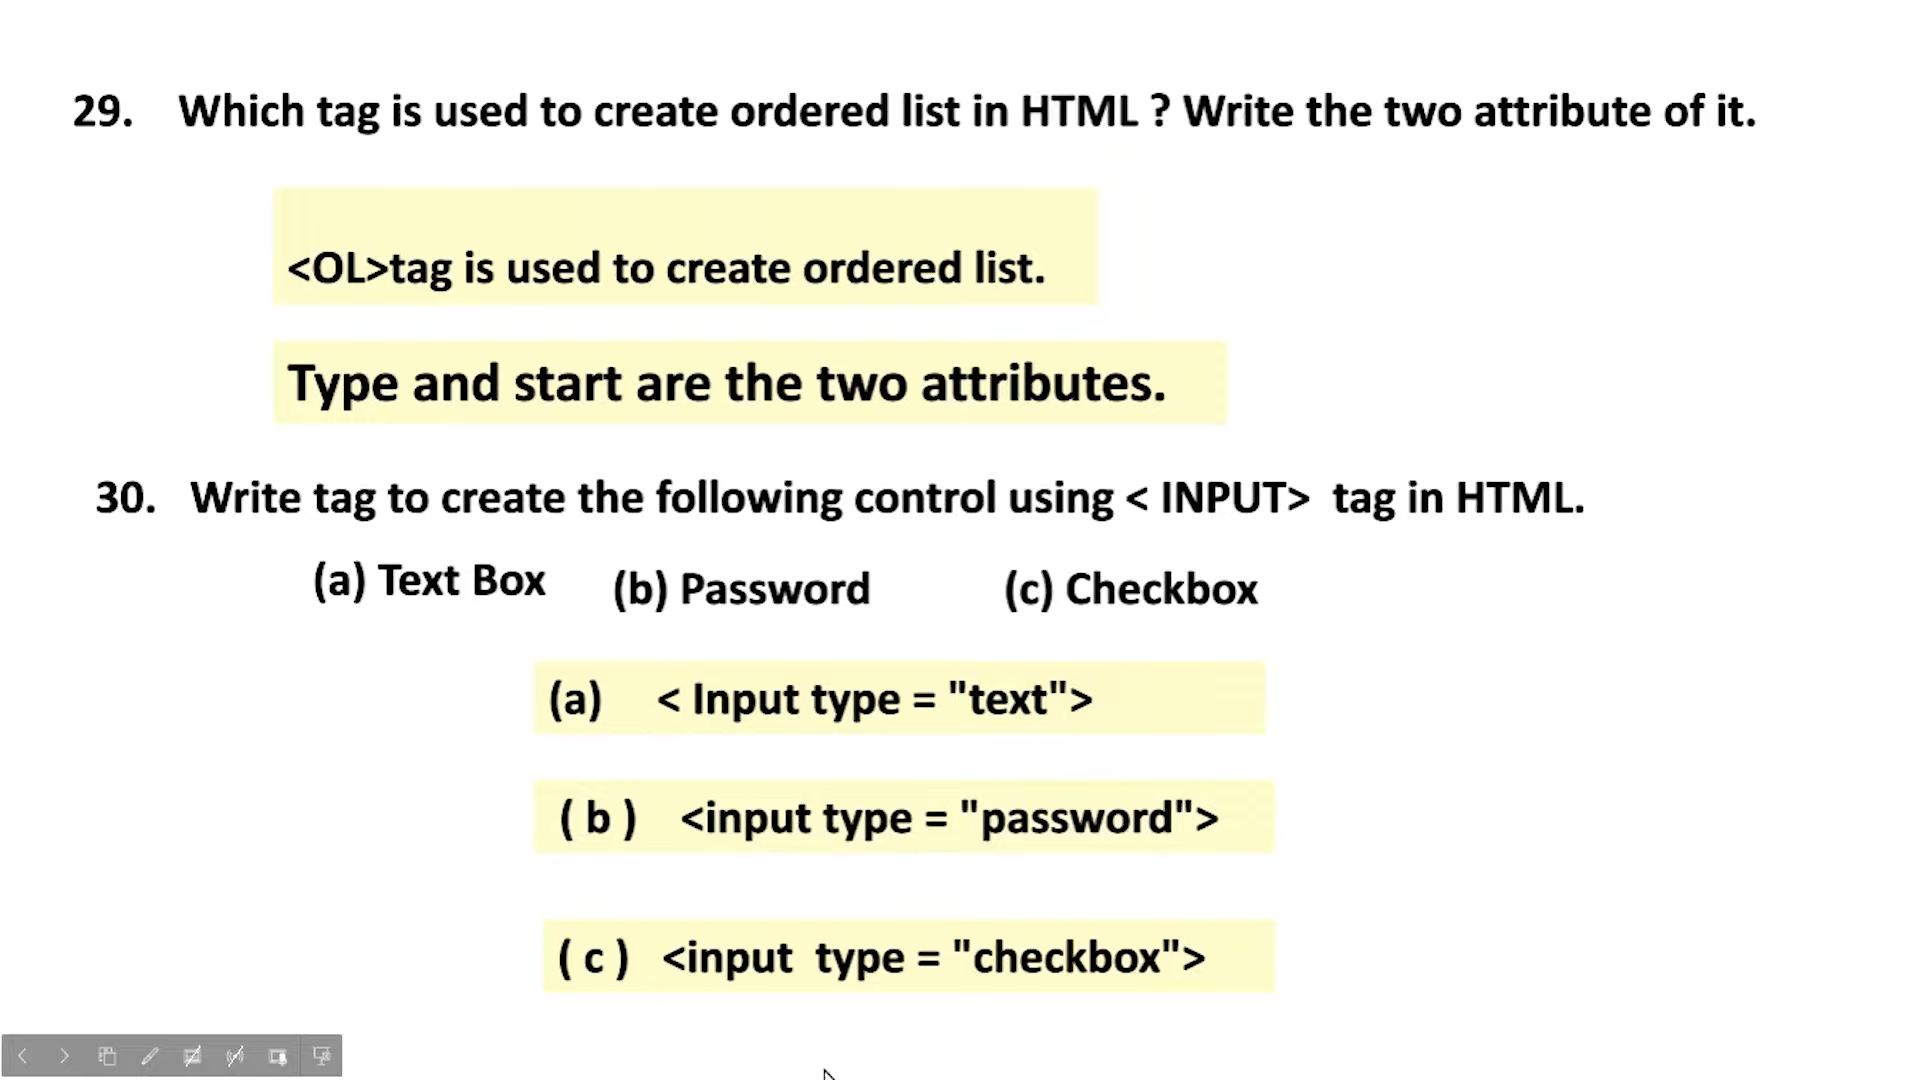 29. Which tag is used to create ordered list in HTML ? Write the two attribute of it.
<OL>tag is used to create ordered list.
Type and start are the two attributes.
30. Write tag to create the following control using < INPUT> tag in HTML.
(a) Text Box (b) Password (c) Checkbox
(a) < Input type = "text">
( b ) <input type = "password">
( c ) <input type = "checkbox">